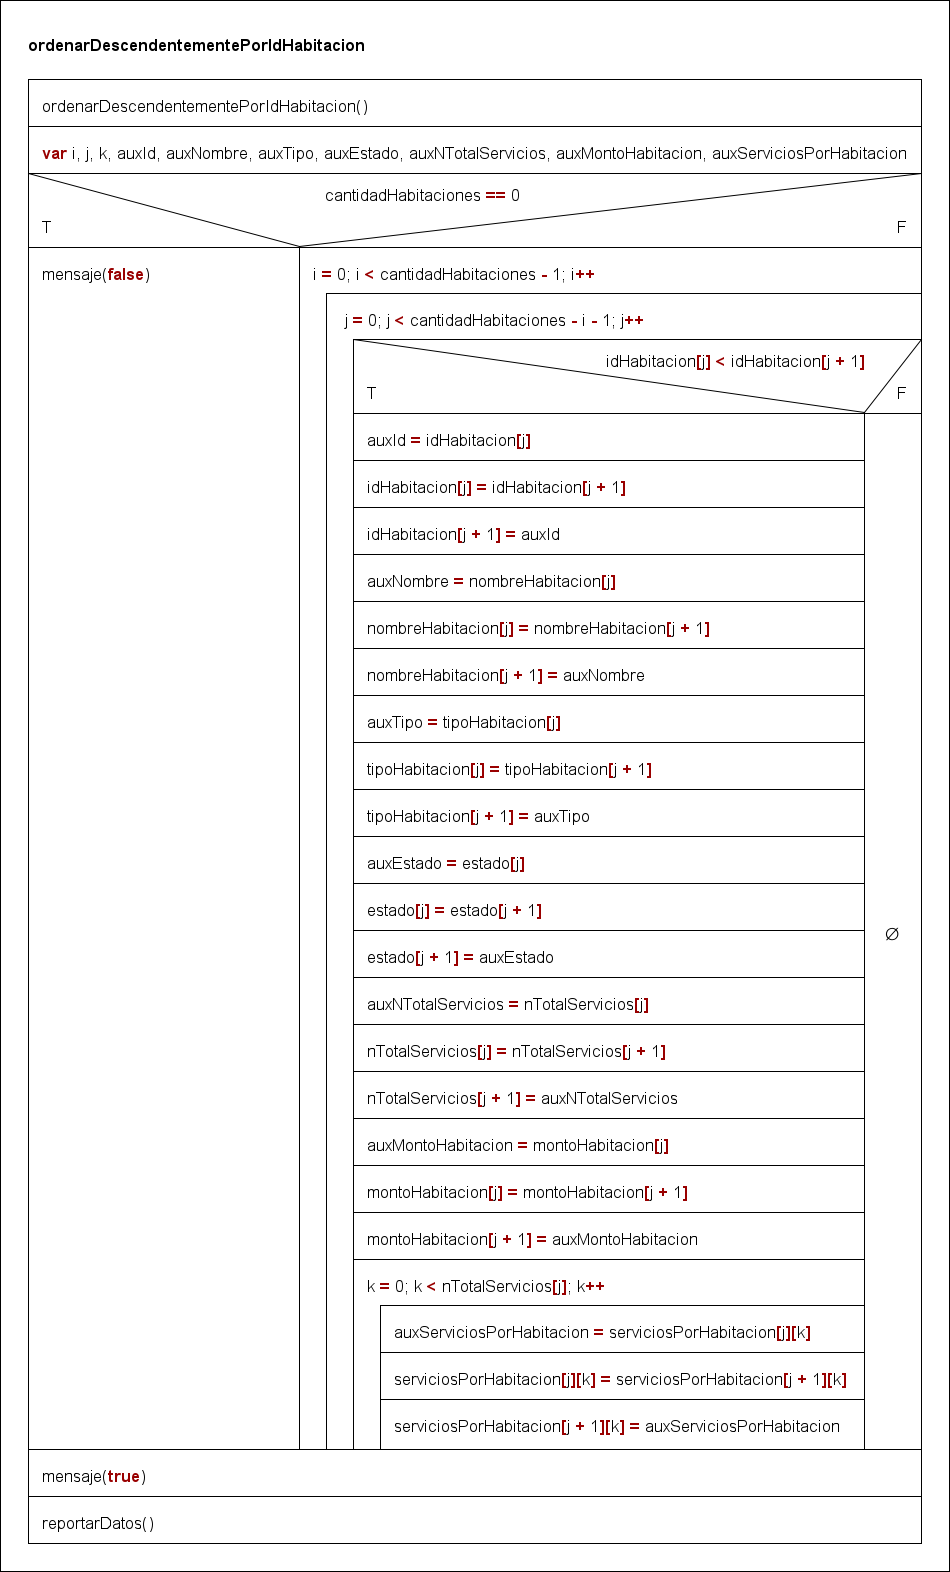 ordenarDescendentementePorIdHabitacion
ordenarDescendentementePorIdHabitacion()
var i, j, k, auxId, auxNombre, auxTipo, auxEstado, auxNTotalServicios, auxMontoHabitacion, auxServiciosPorHabitacion
cantidadHabitaciones == 0
T F
mensaje(false)
i = 0; i < cantidadHabitaciones - 1; i++
j = 0; j < cantidadHabitaciones - i - 1; j++
idHabitacion[j] < idHabitacion[j + 1]
T F
auxId = idHabitacion[j]
idHabitacion[j] = idHabitacion[j + 1]
idHabitacion[j + 1] = auxId
auxNombre = nombreHabitacion[j]
nombreHabitacion[j] = nombreHabitacion[j + 1]
nombreHabitacion[j + 1] = auxNombre
auxTipo = tipoHabitacion[j]
tipoHabitacion[j] = tipoHabitacion[j + 1]
tipoHabitacion[j + 1] = auxTipo
auxEstado = estado[j]
estado[j] = estado[j + 1]
∅
estado[j + 1] = auxEstado
auxNTotalServicios = nTotalServicios[j]
nTotalServicios[j] = nTotalServicios[j + 1]
nTotalServicios[j + 1] = auxNTotalServicios
auxMontoHabitacion = montoHabitacion[j]
montoHabitacion[j] = montoHabitacion[j + 1]
montoHabitacion[j + 1] = auxMontoHabitacion
k = 0; k < nTotalServicios[j]; k++
auxServiciosPorHabitacion = serviciosPorHabitacion[j][k]
serviciosPorHabitacion[j][k] = serviciosPorHabitacion[j + 1][k]
serviciosPorHabitacion[j + 1][k] = auxServiciosPorHabitacion
mensaje(true)
reportarDatos()